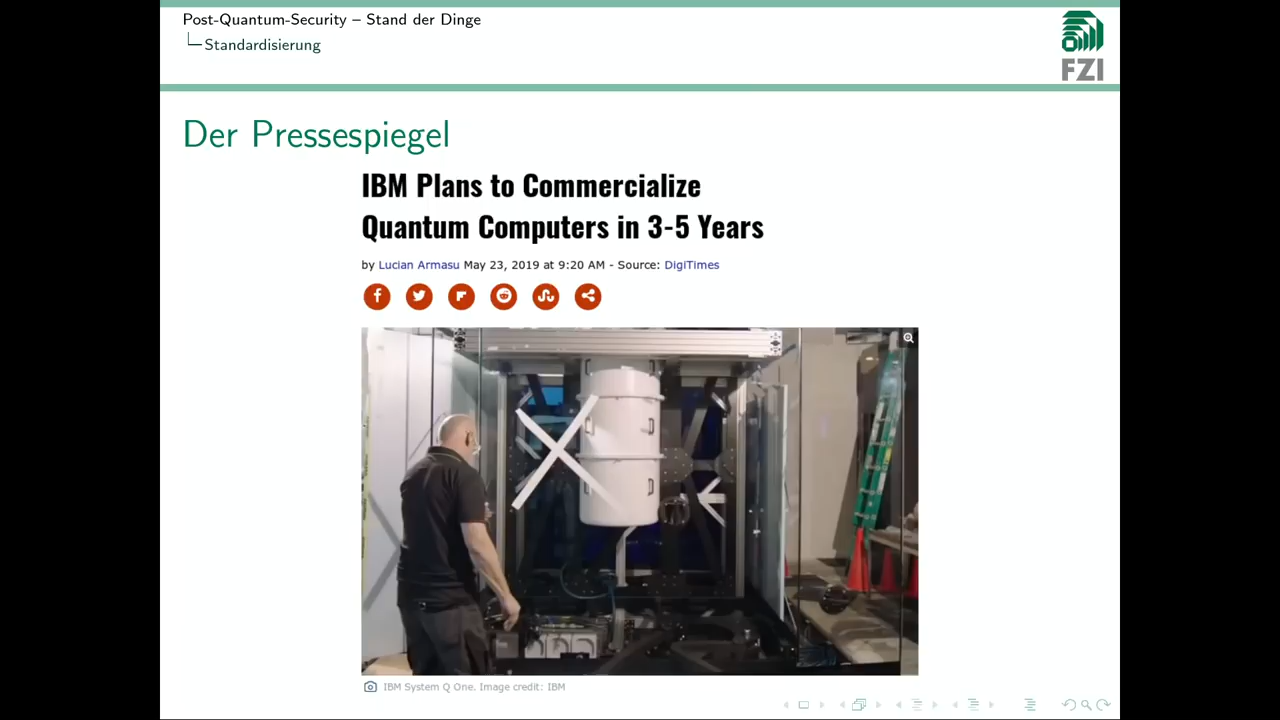 Post-Quantum-Security – Stand der Dinge
Standardisierung
FZI
Der Pressespiegel
IBM Plans to Commercialize
Quantum Computers in 3-5 Years
by Lucian Armasu May 23, 2019 at 9:20 AM - Source: DigiTimes
IBM System Q One. Image credit: IBM